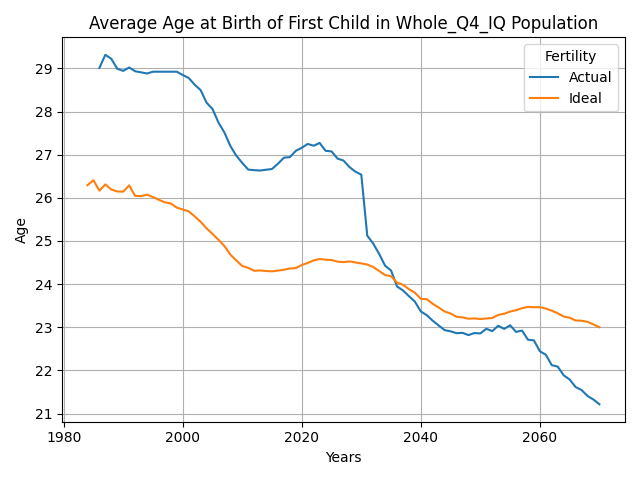 Average Age at Birth of First Child in Whole_Q4_IQ Population
Fertility
Actual
Ideal
Age
29
28
27
26
25
24
23
22
21
1980
2000
2020
2040
2060
Years